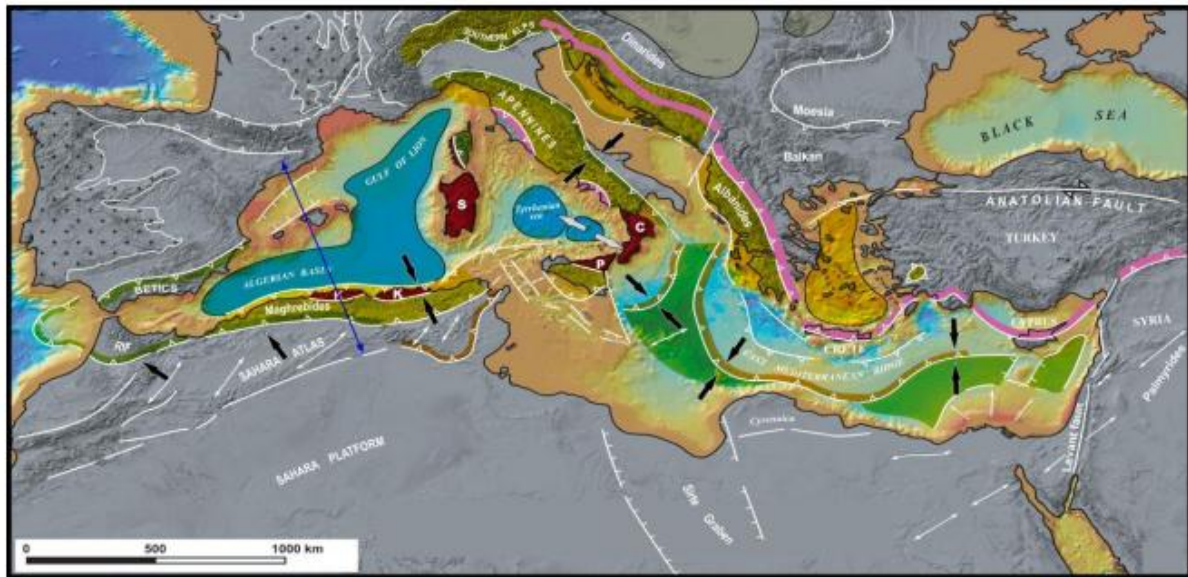 SOUTHERN ALPS
Dinarides
APENNINES
Moesia
BLACK SEA
GULF OF LION
Balkan
S
Tyrrhenian
sea
Albanides
ANATOLIAN FAULT
C
TURKEY
ALGERIAN BASIN
P
BETICS
K
K
Maghrebides
CRETE
CYPRUS
SYRIA
RIF
SAHARA ATLAS
EAST MEDITERRANEAN RIDGE
Palmyrides
Cyrenaica
Levant fault
SAHARA PLATFORM
Sirte Graben
0 500 1000 km